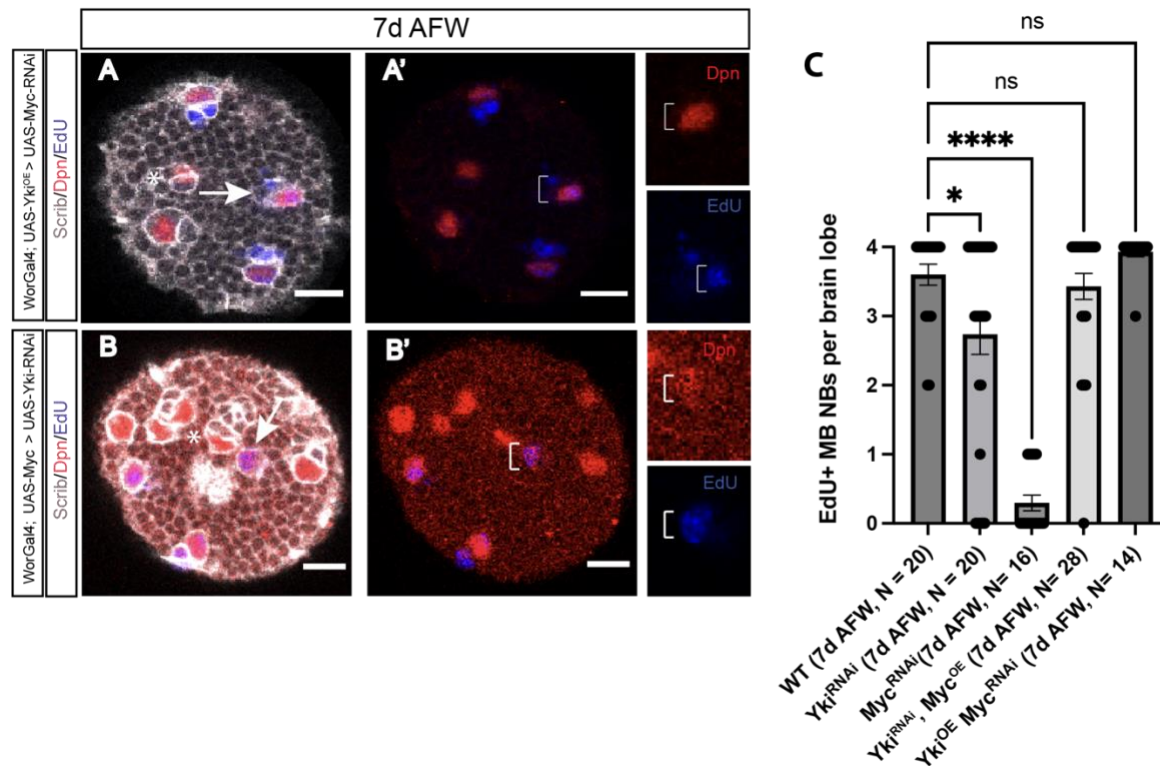 7d AFW
WorGal4; UAS-Yki^OE > UAS-Myc-RNAi
Scrib/Dpn/EdU
A
*
A'
Dpn
EdU
WorGal4; UAS-Myc > UAS-Yki-RNAi
Scrib/Dpn/EdU
B
*
B'
Dpn
EdU
C
ns
ns
****
*
EdU+ MB NBs per brain lobe
4
3
2
1
0
WT (7d AFW, N = 20)
Yki^RNAi (7d AFW, N = 20)
Myc^RNAi(7d AFW, N= 16)
Yki^RNAi, Myc^OE (7d AFW, N= 28)
Yki^OE Myc^RNAi (7d AFW, N= 14)